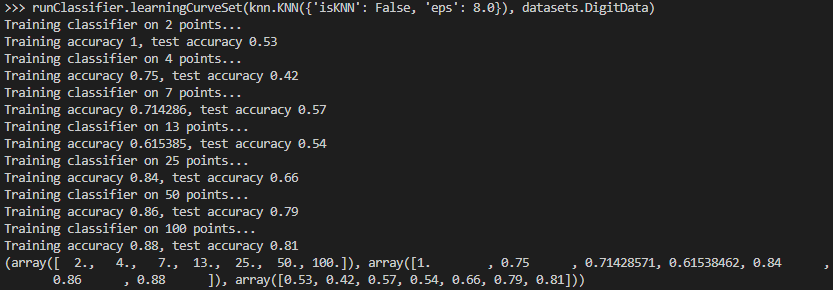 >>> runClassifier.learningCurveSet(knn.KNN({'isKNN': False, 'eps': 8.0}), datasets.DigitData)
Training classifier on 2 points...
Training accuracy 1, test accuracy 0.53
Training classifier on 4 points...
Training accuracy 0.75, test accuracy 0.42
Training classifier on 7 points...
Training accuracy 0.714286, test accuracy 0.57
Training classifier on 13 points...
Training accuracy 0.615385, test accuracy 0.54
Training classifier on 25 points...
Training accuracy 0.84, test accuracy 0.66
Training classifier on 50 points...
Training accuracy 0.86, test accuracy 0.79
Training classifier on 100 points...
Training accuracy 0.88, test accuracy 0.81
(array([  2.,   4.,   7.,  13.,  25.,  50., 100.]), array([1.        , 0.75      , 0.71428571, 0.61538462, 0.84      ,
       0.86      , 0.88      ]), array([0.53, 0.42, 0.57, 0.54, 0.66, 0.79, 0.81]))